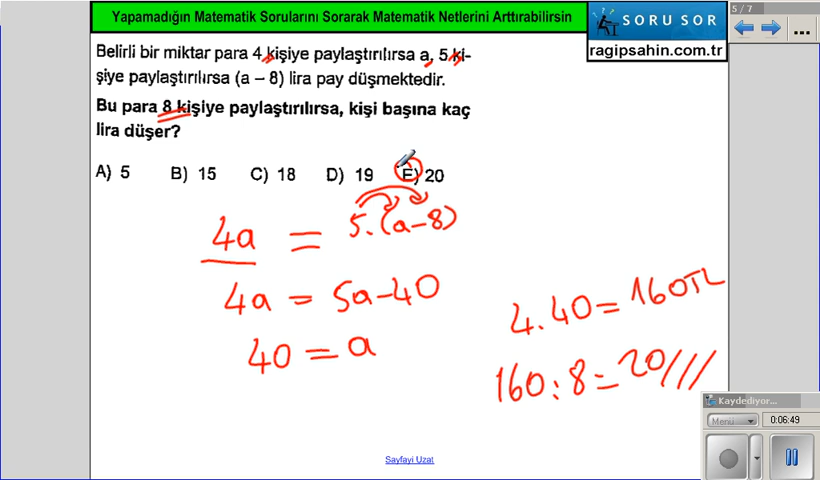 Yapamadığın Matematik Sorularını Sorarak Matematik Netlerini Arttırabilirsin
SORU SOR
ragipsahin.com.tr
5 / 7
...
Belirli bir miktar para 4 kişiye paylaştırılırsa a, 5 ki-
şiye paylaştırılırsa (a – 8) lira pay düşmektedir.
Bu para 8 kişiye paylaştırılırsa, kişi başına kaç
lira düşer?
A) 5 B) 15 C) 18 D) 19 E) 20
4a = 5.(a-8)
4a = 5a-40
40 = a
4.40=160TL
160:8=20///
Kaydediyor...
Menü
0:06:49
Sayfayi Uzat